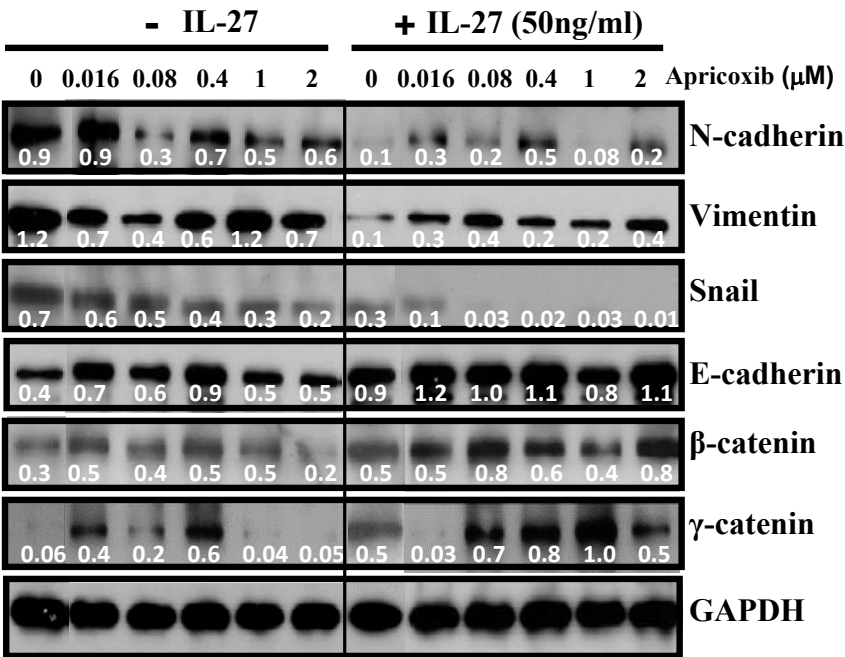 - IL-27 + IL-27 (50ng/ml)
0 0.016 0.08 0.4 1 2 0 0.016 0.08 0.4 1 2 Apricoxib (μM)
0.9 0.9 0.3 0.7 0.5 0.6 0.1 0.3 0.2 0.5 0.08 0.2 N-cadherin
1.2 0.7 0.4 0.6 1.2 0.7 0.1 0.3 0.4 0.2 0.2 0.4 Vimentin
0.7 0.6 0.5 0.4 0.3 0.2 0.3 0.1 0.03 0.02 0.03 0.01 Snail
0.4 0.7 0.6 0.9 0.5 0.5 0.9 1.2 1.0 1.1 0.8 1.1 E-cadherin
0.3 0.5 0.4 0.5 0.5 0.2 0.5 0.5 0.8 0.6 0.4 0.8 β-catenin
0.06 0.4 0.2 0.6 0.04 0.05 0.5 0.03 0.7 0.8 1.0 0.5 γ-catenin
GAPDH